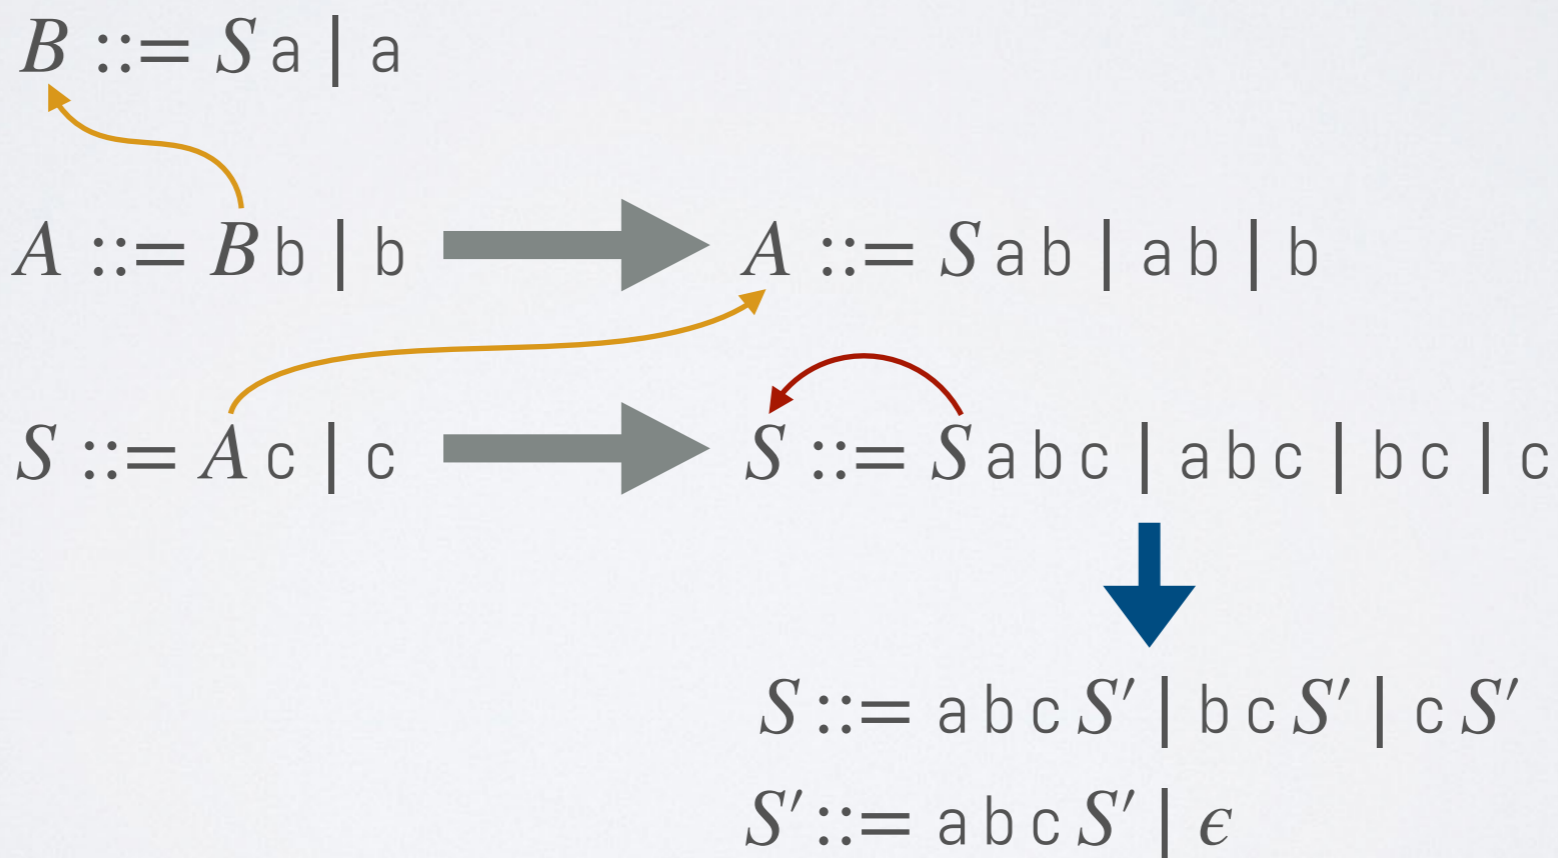 B ::= S a | a
A ::= B b | b A ::= S a b | a b | b
S ::= A c | c S ::= S a b c | a b c | b c | c
S ::= a b c S′ | b c S′ | c S′
S′ ::= a b c S′ | ϵ